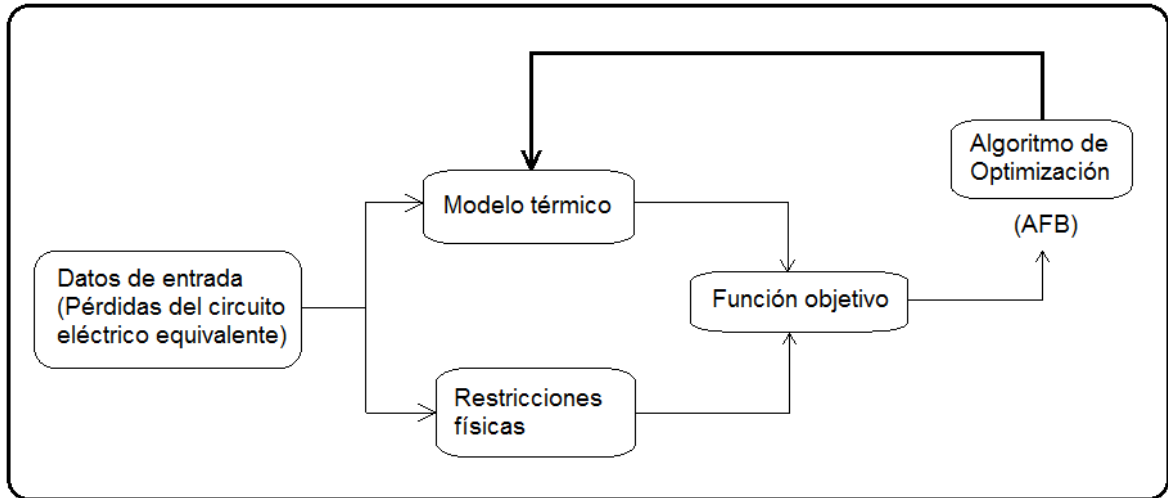 Algoritmo de
Optimización
(AFB)
Modelo térmico
Datos de entrada
(Pérdidas del circuito
eléctrico equivalente)
Función objetivo
Restricciones
físicas